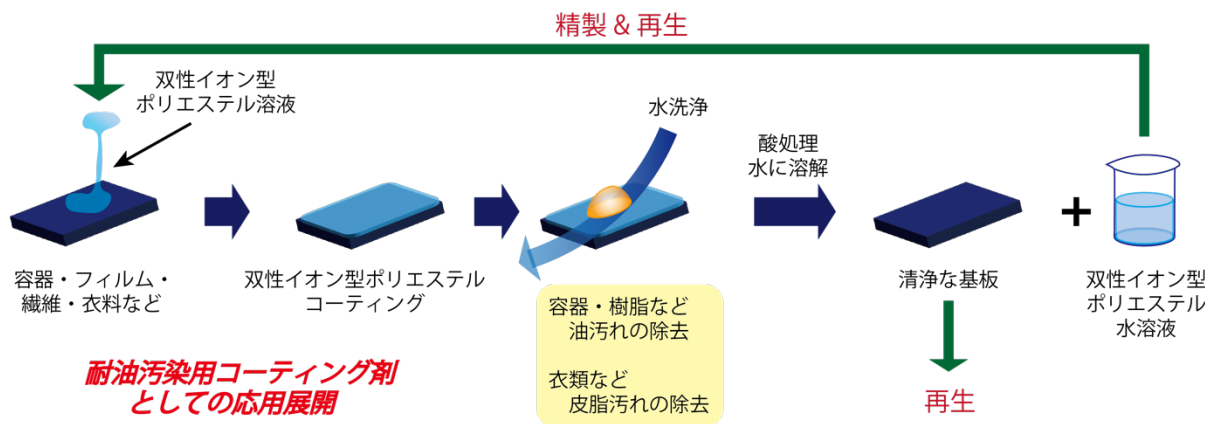 精製 & 再生
双性イオン型
ポリエステル溶液
水洗浄
酸処理
水に溶解
容器・フィルム・
繊維・衣料など
双性イオン型ポリエステル
コーティング
容器・樹脂など
油汚れの除去
衣類など
皮脂汚れの除去
清浄な基板
+
双性イオン型
ポリエステル
水溶液
耐油汚染用コーティング剤
としての応用展開
再生